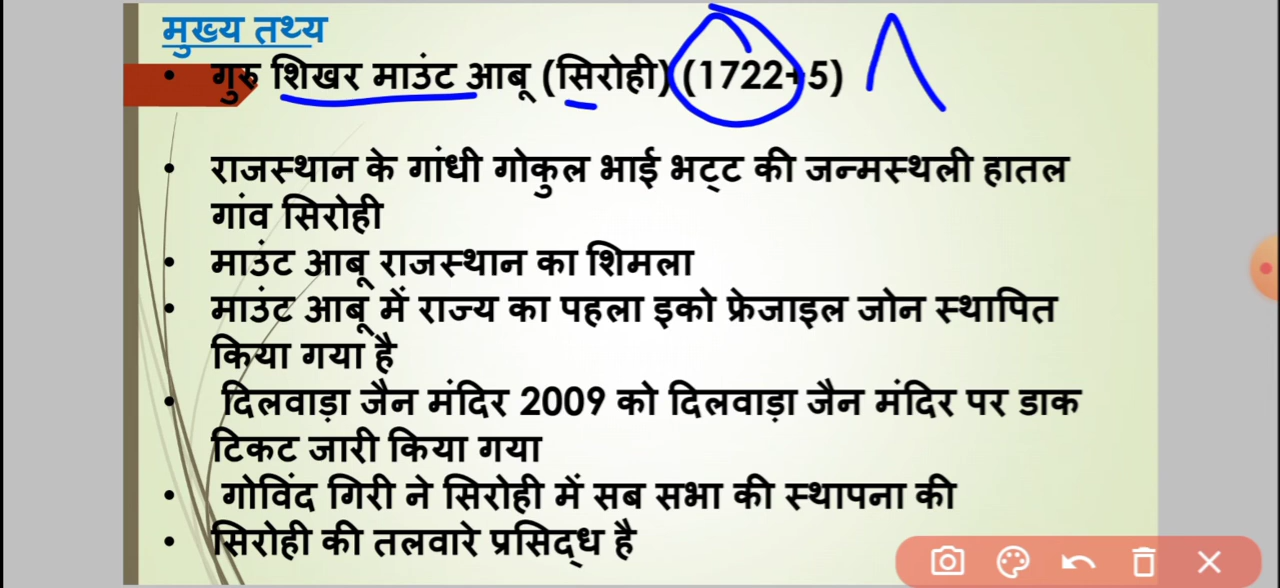 मुख्य तथ्य
• गुरु शिखर माउंट आबू (सिरोही) (1722+5)
• राजस्थान के गांधी गोकुल भाई भट्ट की जन्मस्थली हातल
गांव सिरोही
• माउंट आबू राजस्थान का शिमला
• माउंट आबू में राज्य का पहला इको फ्रेजाइल जोन स्थापित
किया गया है
• दिलवाड़ा जैन मंदिर 2009 को दिलवाड़ा जैन मंदिर पर डाक
टिकट जारी किया गया
• गोविंद गिरी ने सिरोही में सब सभा की स्थापना की
• सिरोही की तलवारे प्रसिद्ध है